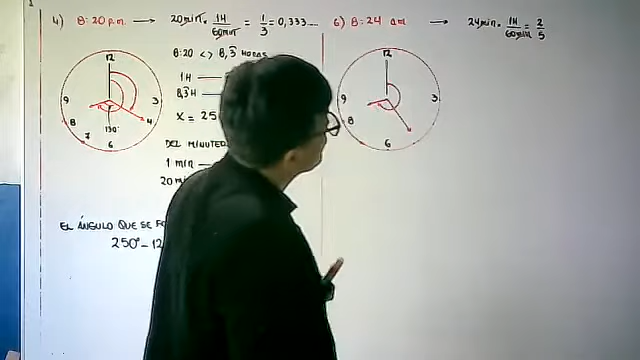 4) 8:20 p.m. → 20min. 1H/60min = 1/3 = 0,333...
8:20 <> 8,3 HORAS
12
9
3
8
4
7
6
130°
1H
8,3H
X = 25
DEL MINUTER
1 min
20 mi
EL ÁNGULO QUE SE FO
250° - 12
6) 8:24 am → 24min. 1H/60min = 2/5
12
9
3
8
6